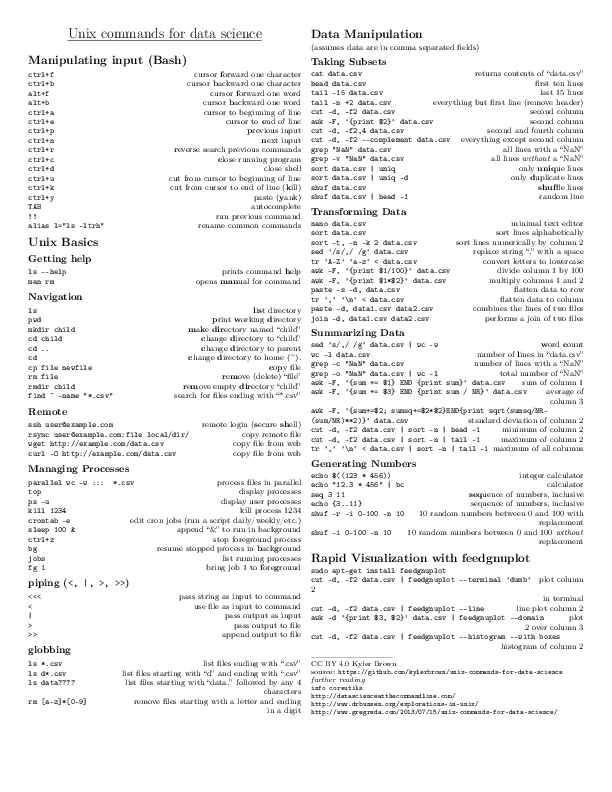 Unix commands for data science
Manipulating input (Bash)
ctrl+f cursor forward one character
ctrl+b cursor backward one character
alt+f cursor forward one word
alt+b cursor backward one word
ctrl+a cursor to beginning of line
ctrl+e cursor to end of line
ctrl+p previous input
ctrl+n next input
ctrl+r reverse search previous commands
ctrl+c close running program
ctrl+d close shell
ctrl+u cut from cursor to beginning of line
ctrl+k cut from cursor to end of line (kill)
ctrl+y paste (yank)
TAB autocomplete
!! run previous command
alias l="ls -ltrh" rename common commands
Unix Basics
Getting help
ls --help prints command help
man rm opens manual for command
Navigation
ls list directory
pwd print working directory
mkdir child make directory named “child”
cd child change directory to “child”
cd .. change directory to parent
cd change directory to home (~).
cp file newfile copy file
rm file remove (delete) “file”
rmdir child remove empty directory “child”
find ~ -name "*.csv" search for files ending with “*.csv”
Remote
ssh user@example.com remote login (secure shell)
rsync user@example.com:file local/dir/ copy remote file
wget http://example.com/data.csv copy file from web
curl -O http://example.com/data.csv copy file from web
Managing Processes
parallel wc -w ::: *.csv process files in parallel
top display processes
ps -u display user processes
kill 1234 kill process 1234
crontab -e edit cron jobs (run a script daily/weekly/etc.)
sleep 100 & append “&” to run in background
ctrl+z stop foreground process
bg resume stopped process in background
jobs list running processes
fg 1 bring job 1 to foreground
piping (<, |, >, >>)
<<< pass string as input to command
< use file as input to command
| pass output as input
> pass output to file
>> append output to file
globbing
ls *.csv list files ending with “.csv”
ls d*.csv list files starting with “d” and ending with “.csv”
ls data???? list files starting with “data.” followed by any 4
characters
rm [a-z]*[0-9] remove files starting with a letter and ending
in a digit
Data Manipulation
(assumes data are in comma separated fields)
Taking Subsets
cat data.csv returns contents of “data.csv”
head data.csv first ten lines
tail -15 data.csv last 15 lines
tail -n +2 data.csv everything but first line (remove header)
cut -d, -f2 data.csv second column
awk -F, '{print $2}' data.csv second column
cut -d, -f2,4 data.csv second and fourth column
cut -d, -f2 --complement data.csv everything except second column
grep "NaN" data.csv all lines with a “NaN”
grep -v "NaN" data.csv all lines without a “NaN”
sort data.csv | uniq only unique lines
sort data.csv | uniq -d only duplicate lines
shuf data.csv shuffle lines
shuf data.csv | head -1 random line
Transforming Data
nano data.csv minimal text editor
sort data.csv sort lines alphabetically
sort -t, -n -k 2 data.csv sort lines numerically by column 2
sed 's/,/ /g' data.csv replace string “,” with a space
tr 'A-Z' 'a-z' < data.csv convert letters to lowercase
awk -F, '{print $1/100}' data.csv divide column 1 by 100
awk -F, '{print $1*$2}' data.csv multiply columns 1 and 2
paste -s -d, data.csv flatten data to row
tr ',' '\n' < data.csv flatten data to column
paste -d, data1.csv data2.csv combines the lines of two files
join -d, data1.csv data2.csv performs a join of two files
Summarizing Data
sed 's/,/ /g' data.csv | wc -w word count
wc -l data.csv number of lines in “data.csv”
grep -c "NaN" data.csv number of lines with a “NaN”
grep -o "NaN" data.csv | wc -l total number of “NaN”
awk -F, '{sum += $1} END {print sum}' data.csv sum of column 1
awk -F, '{sum += $3} END {print sum / NR}' data.csv average of
column 3
awk -F, '{sum+=$2; sumsq+=$2*$2}END{print sqrt(sumsq/NR-
(sum/NR)**2)}' data.csv standard deviation of column 2
cut -d, -f2 data.csv | sort -n | head -1 minimum of column 2
cut -d, -f2 data.csv | sort -n | tail -1 maximum of column 2
tr ',' '\n' < data.csv | sort -n | tail -1 maximum of all columns
Generating Numbers
echo $((123 * 456)) integer calculator
echo "12.3 * 456" | bc calculator
seq 3 11 sequence of numbers, inclusive
echo {3..11} sequence of numbers, inclusive
shuf -r -i 0-100 -n 10 10 random numbers between 0 and 100 with
replacement
shuf -i 0-100 -n 10 10 random numbers between 0 and 100 without
replacement
Rapid Visualization with feedgnuplot
sudo apt-get install feedgnuplot
cut -d, -f2 data.csv | feedgnuplot --terminal 'dumb' plot column
2
in terminal
cut -d, -f2 data.csv | feedgnuplot --line line plot column 2
awk -d '{print $3, $2}' data.csv | feedgnuplot --domain plot
2 over column 3
cut -d, -f2 data.csv | feedgnuplot --histogram --with boxes
histogram of column 2
CC BY 4.0 Kyler Brown
source: https://github.com/kylerbrown/unix-commands-for-data-science
further reading
info coreutils
http://datascienceatthecommandline.com/
http://www.drbunsen.org/explorations-in-unix/
http://www.gregreda.com/2013/07/15/unix-commands-for-data-science/